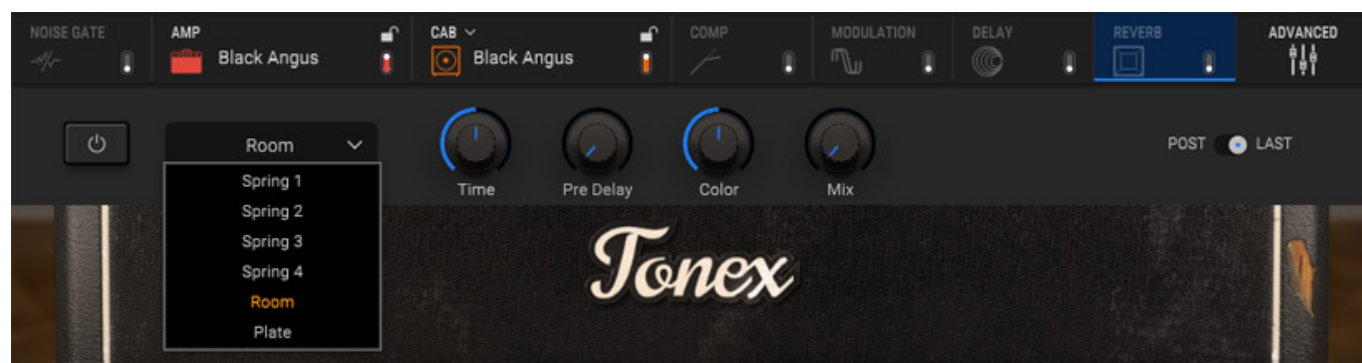 NOISE GATE
AMP
Black Angus
CAB
Black Angus
COMP
MODULATION
DELAY
REVERB
ADVANCED
Room
Time
Pre Delay
Color
Mix
POST
LAST
Spring 1
Spring 2
Spring 3
Spring 4
Room
Plate
Tonex